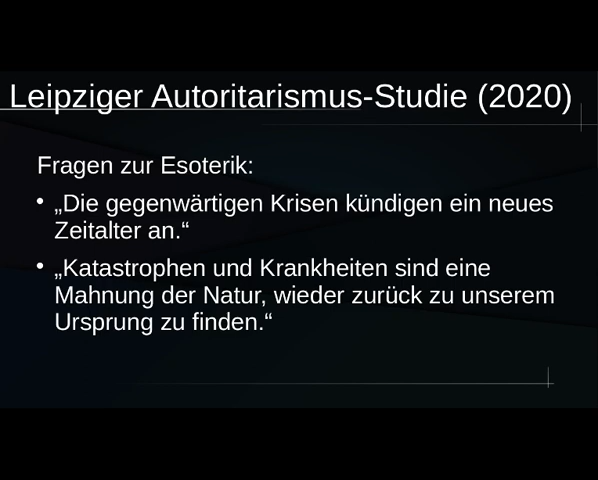 Leipziger Autoritarismus-Studie (2020)
Fragen zur Esoterik:
• „Die gegenwärtigen Krisen kündigen ein neues
Zeitalter an.“
• „Katastrophen und Krankheiten sind eine
Mahnung der Natur, wieder zurück zu unserem
Ursprung zu finden.“